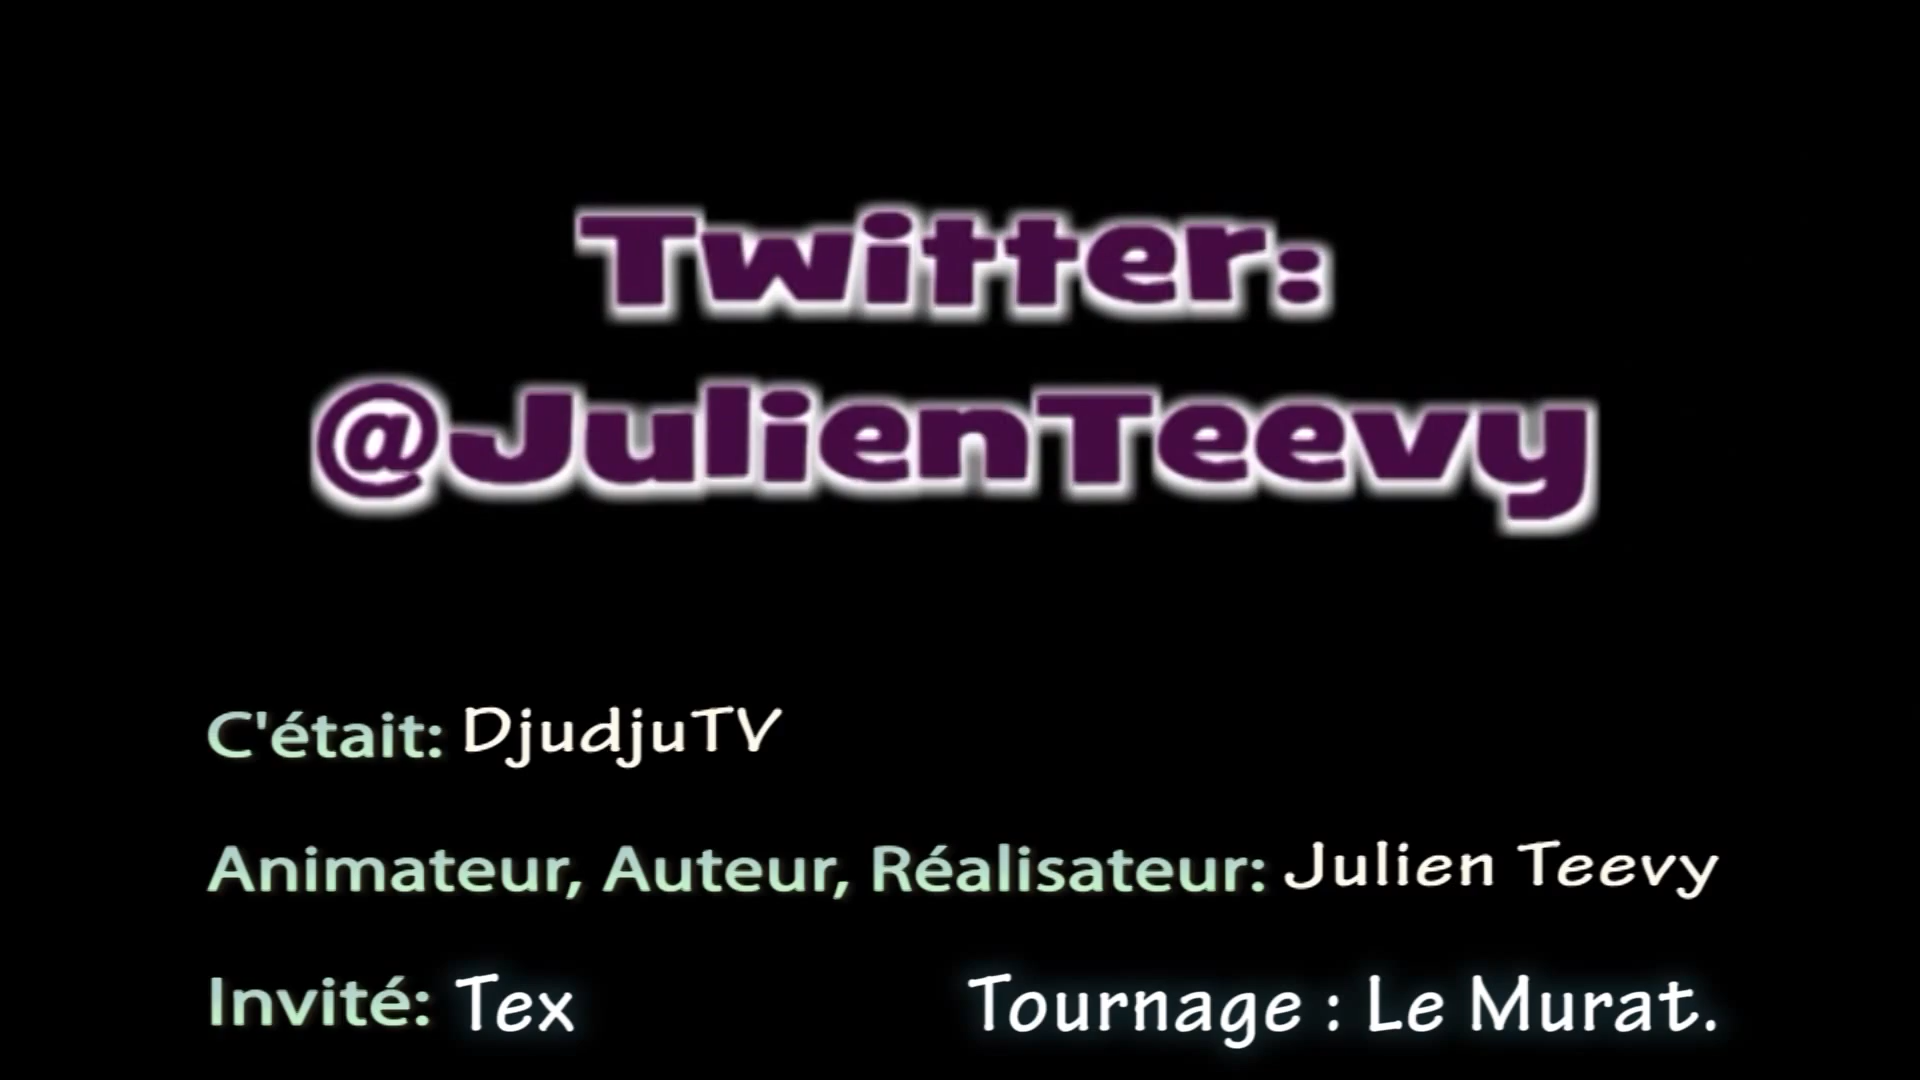 Twitter:
@JulienTeevy
C'était: DjudjuTV
Animateur, Auteur, Réalisateur: Julien Teevy
Invité: Tex Tournage : Le Murat.